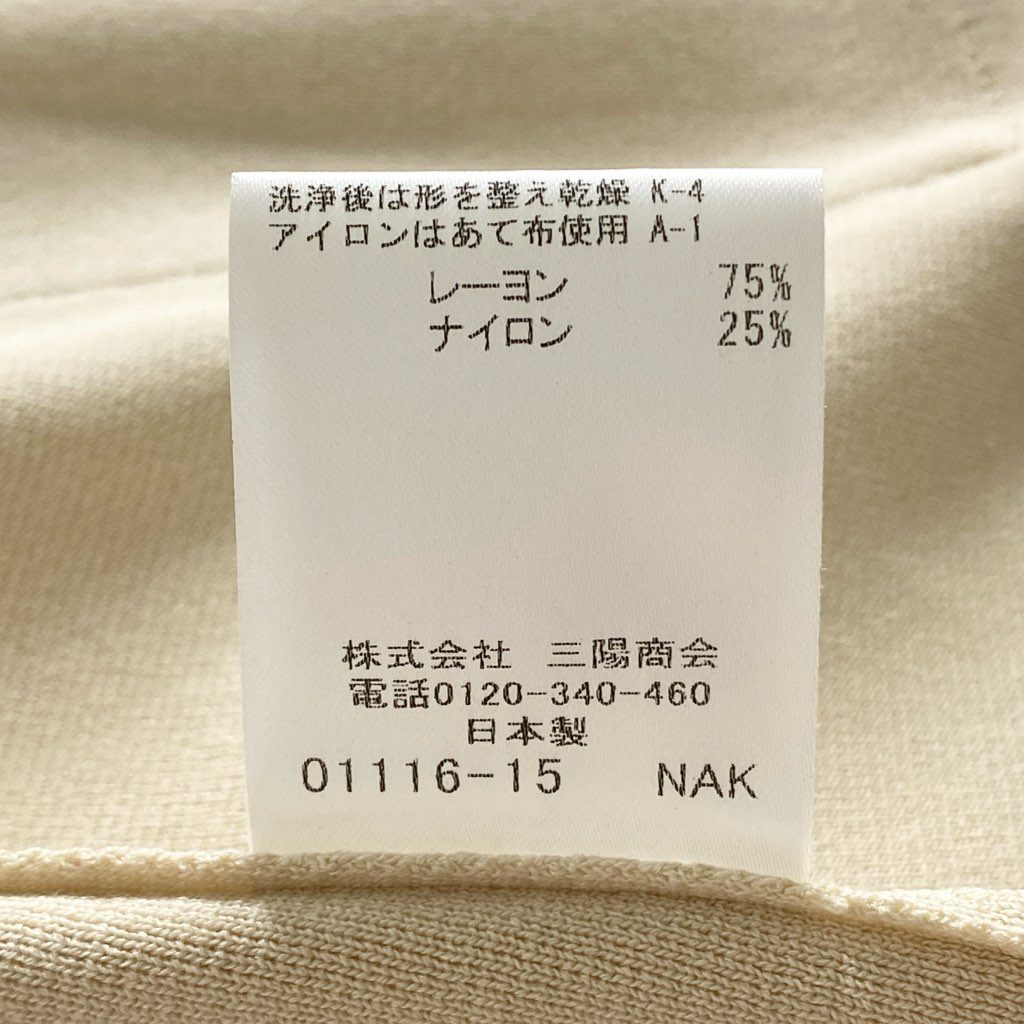 洗浄後は形を整え乾燥 K-4
アイロンはあて布使用 A-1
レーヨン 75%
ナイロン 25%
株式会社 三陽商会
電話0120-340-460
日本製
01116-15 NAK